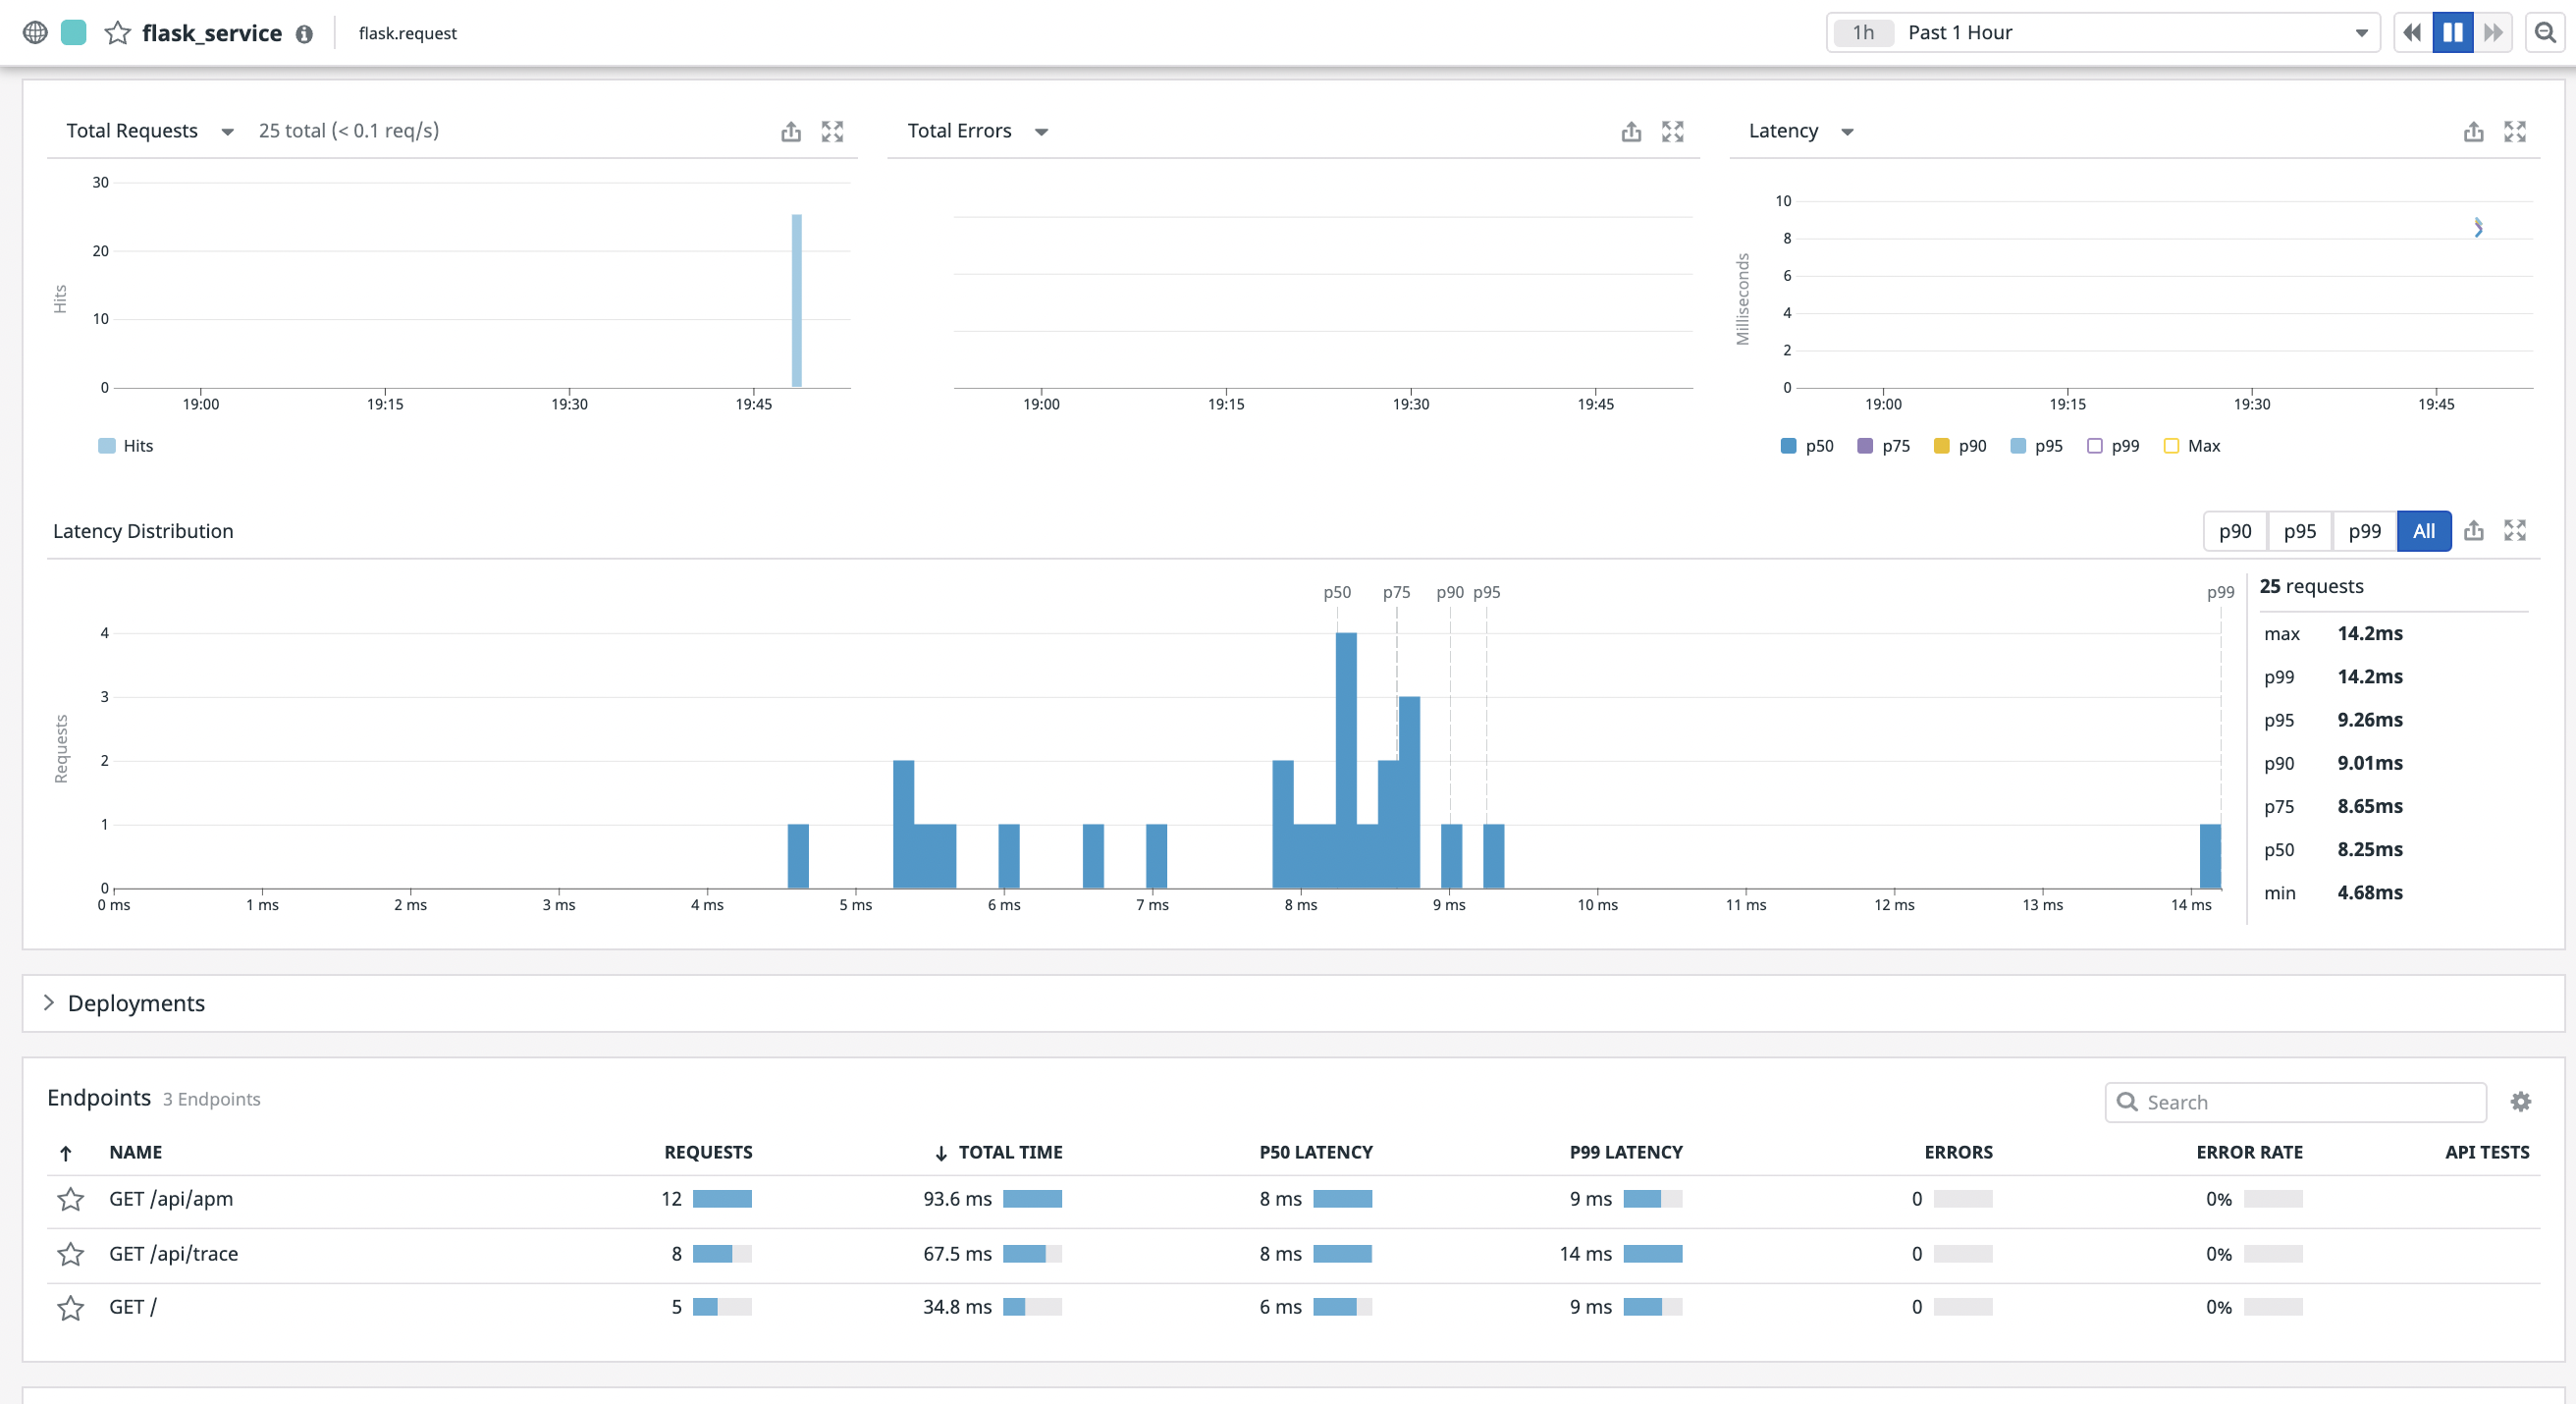 flask_service flask.request 1h Past 1 Hour
Total Requests 25 total (< 0.1 req/s)
30
20
10
0
Hits
19:00 19:15 19:30 19:45
Hits
Total Errors
19:00 19:15 19:30 19:45
Latency
10
8
6
4
2
0
Milliseconds
19:00 19:15 19:30 19:45
p50 p75 p90 p95 p99 Max
Latency Distribution p90 p95 p99 All
p50 p75 p90 p95 p99
4
3
2
1
0
Requests
0 ms 1 ms 2 ms 3 ms 4 ms 5 ms 6 ms 7 ms 8 ms 9 ms 10 ms 11 ms 12 ms 13 ms 14 ms
25 requests
max 14.2ms
p99 14.2ms
p95 9.26ms
p90 9.01ms
p75 8.65ms
p50 8.25ms
min 4.68ms
Deployments
Endpoints 3 Endpoints Search
NAME REQUESTS TOTAL TIME P50 LATENCY P99 LATENCY ERRORS ERROR RATE API TESTS
GET /api/apm 12 93.6 ms 8 ms 9 ms 0 0%
GET /api/trace 8 67.5 ms 8 ms 14 ms 0 0%
GET / 5 34.8 ms 6 ms 9 ms 0 0%